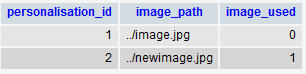 personalisation_id image_path image_used
1 ../image.jpg 0
2 ../newimage.jpg 1